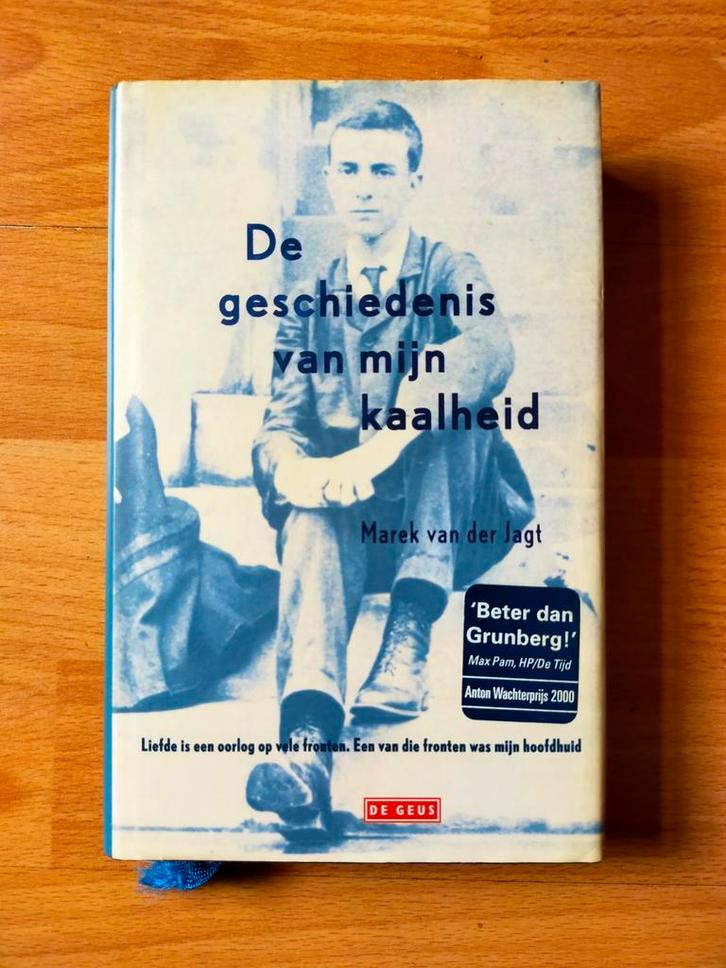 De
geschiedenis
van mijn
kaalheid
Marek van der Jagt
'Beter dan
Grunberg!'
Max Pam, HP/De Tijd
Anton Wachterprijs 2000
Liefde is een oorlog op vele fronten. Een van die fronten was mijn hoofdhuid
DE GEUS